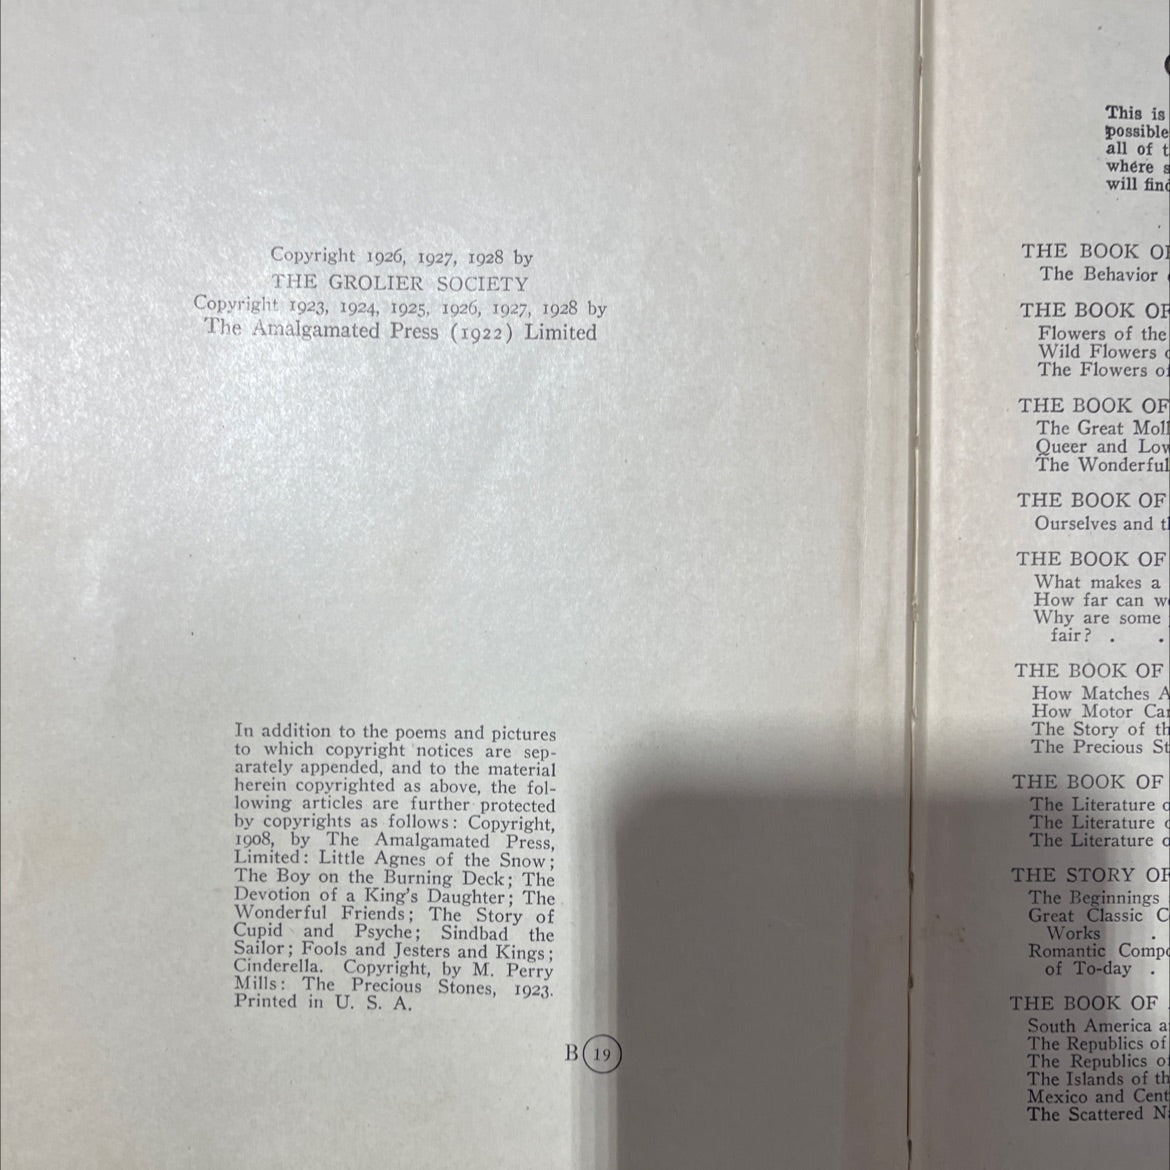 Copyright 1926, 1927, 1928 by
THE GROLIER SOCIETY
Copyright 1923, 1924, 1925, 1926, 1927, 1928 by
The Amalgamated Press (1922) Limited
In addition to the poems and pictures
to which copyright notices are sep-
arately appended, and to the material
herein copyrighted as above, the fol-
lowing articles are further protected
by copyrights as follows: Copyright,
1908, by The Amalgamated Press,
Limited: Little Agnes of the Snow;
The Boy on the Burning Deck; The
Devotion of a King's Daughter; The
Wonderful Friends; The Story of
Cupid and Psyche; Sindbad the
Sailor; Fools and Jesters and Kings;
Cinderella. Copyright, by M. Perry
Mills: The Precious Stones, 1923.
Printed in U. S. A.
B 19
This is
possible
all of
where
will
THE BOOK
The Behavior
THE BOOK OF
Flowers of the
Wild Flowers
The Flowers
THE BOOK OF
The Great
Queer and
The Wonderful
THE BOOK OF
Ourselves and
THE BOOK OF
What makes a
How far can
Why are some
fair? . .
THE BOOK OF
How Matches
How Motor
The Story of
The Precious
THE BOOK OF
The Literature
The Literature
The Literature
THE STORY OF
The Beginnings
Great Classic
Works .
Romantic
of To-day .
THE BOOK OF
South America
The Republics of
The Republics
The Islands of
Mexico and
The Scattered